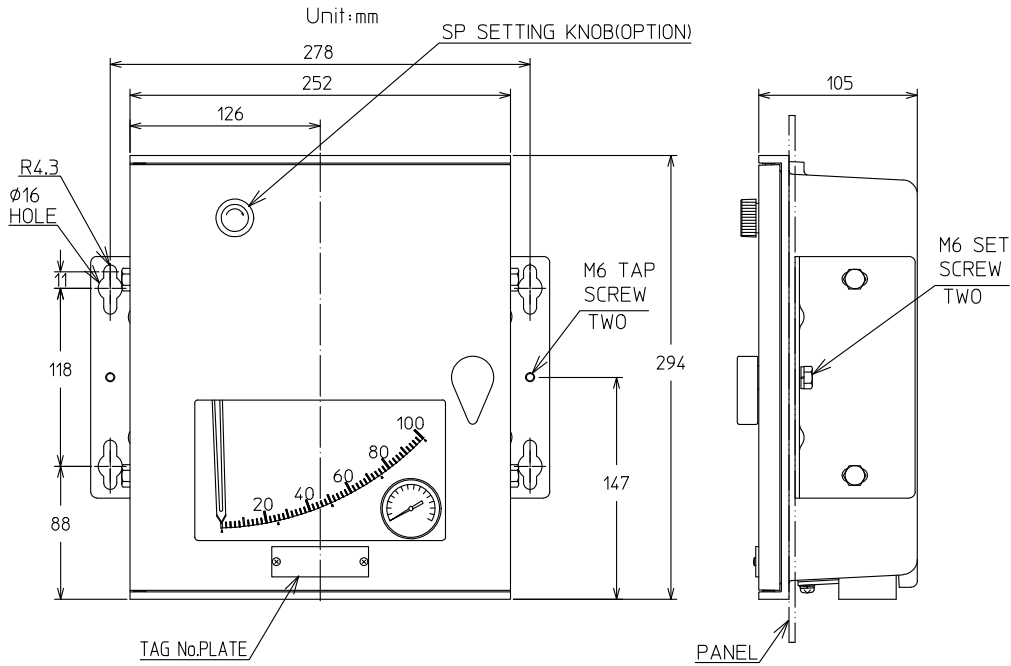 Unit:mm
SP SETTING KNOB(OPTION)
278
252
126
105
R4.3
φ16
HOLE
11
118
88
M6 TAP
SCREW
TWO
294
147
M6 SET
SCREW
TWO
20
40
60
80
100
TAG No.PLATE
PANEL